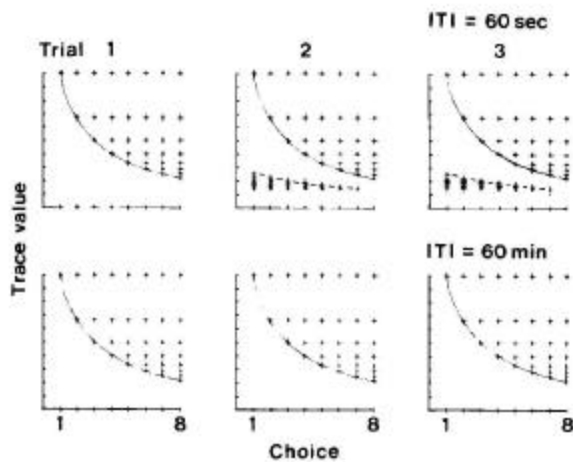 ITI = 60 sec
Trial 1 2 3
Trace value
ITI = 60 min
1 8 1 8 1 8
Choice